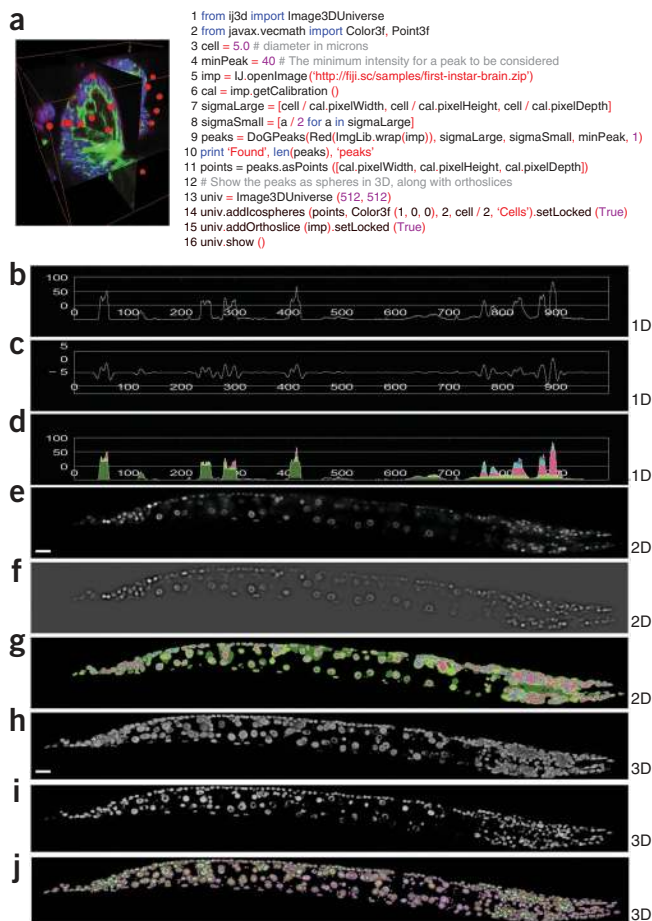 a
1 from ij3d import Image3DUniverse
2 from javax.vecmath import Color3f, Point3f
3 cell = 5.0 # diameter in microns
4 minPeak = 40 # The minimum intensity for a peak to be considered
5 imp = IJ.openImage(‘http://fiji.sc/samples/first-instar-brain.zip’)
6 cal = imp.getCalibration ()
7 sigmaLarge = [cell / cal.pixelWidth, cell / cal.pixelHeight, cell / cal.pixelDepth]
8 sigmaSmall = [a / 2 for a in sigmaLarge]
9 peaks = DoGPeaks(Red(ImgLib.wrap(imp)), sigmaLarge, sigmaSmall, minPeak, 1)
10 print ‘Found’, len(peaks), ‘peaks’
11 points = peaks.asPoints ([cal.pixelWidth, cal.pixelHeight, cal.pixelDepth])
12 # Show the peaks as spheres in 3D, along with orthoslices
13 univ = Image3DUniverse (512, 512)
14 univ.addIcospheres (points, Color3f (1, 0, 0), 2, cell / 2, ‘Cells’).setLocked (True)
15 univ.addOrthoslice (imp).setLocked (True)
16 univ.show ()
b
100
50
0 100 200 300 400 500 600 700 800 900
1D
c
5
0
-5 0 100 200 300 400 500 600 700 800 900
1D
d
100
50
0 100 200 300 400 500 600 700 800 900
1D
e
2D
f
2D
g
2D
h
3D
i
3D
j
3D